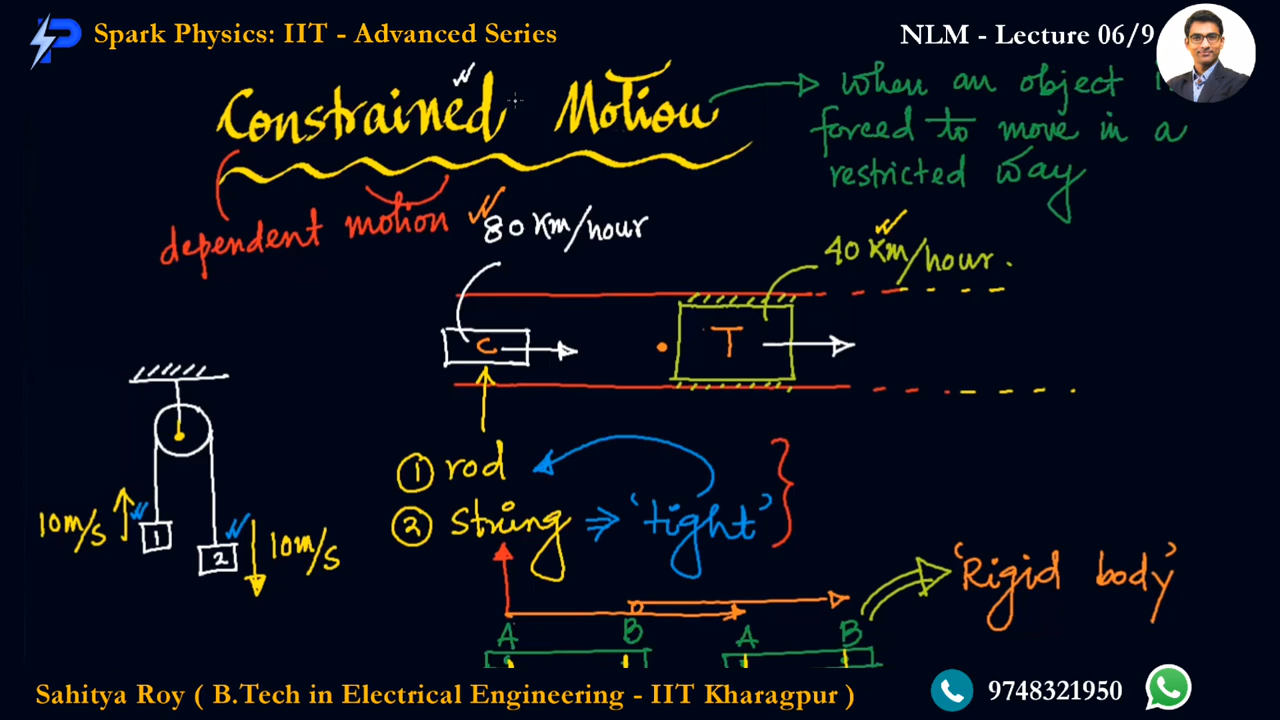 Spark Physics: IIT - Advanced Series
NLM - Lecture 06/9
Constrained Motion
When an object
forced to move in a
restricted way
dependent motion
80 Km/hour
40 Km/hour.
C
T
10m/s
1
2
10m/s
① rod
② String ⇒ 'tight'
'Rigid body'
A B A B
Sahitya Roy ( B.Tech in Electrical Engineering - IIT Kharagpur )
9748321950